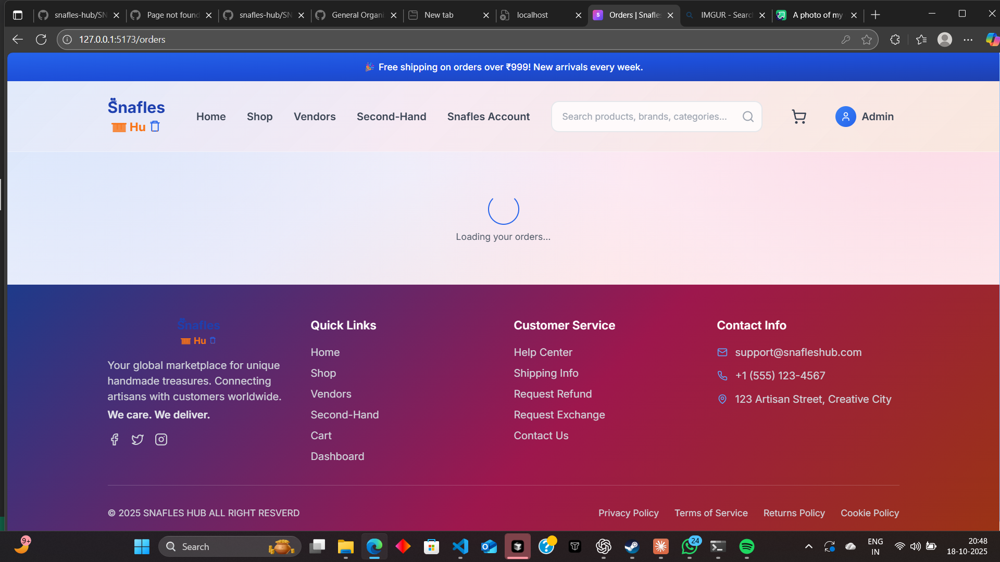 snafles-hub/SN
Page not found
snafles-hub/SN
General Organi
New tab
localhost
Orders | Snafles
IMGUR - Search
A photo of my
127.0.0.1:5173/orders
🎉 Free shipping on orders over ₹999! New arrivals every week.
Snafles
Hu
Home
Shop
Vendors
Second-Hand
Snafles Account
Search products, brands, categories...
Admin
Loading your orders...
Snafles
Hu
Your global marketplace for unique
handmade treasures. Connecting
artisans with customers worldwide.
We care. We deliver.
Quick Links
Home
Shop
Vendors
Second-Hand
Cart
Dashboard
Customer Service
Help Center
Shipping Info
Request Refund
Request Exchange
Contact Us
Contact Info
support@snafleshub.com
+1 (555) 123-4567
123 Artisan Street, Creative City
© 2025 SNAFLES HUB ALL RIGHT RESVERD
Privacy Policy
Terms of Service
Returns Policy
Cookie Policy
9+
Search
24
ENG
IN
20:48
18-10-2025